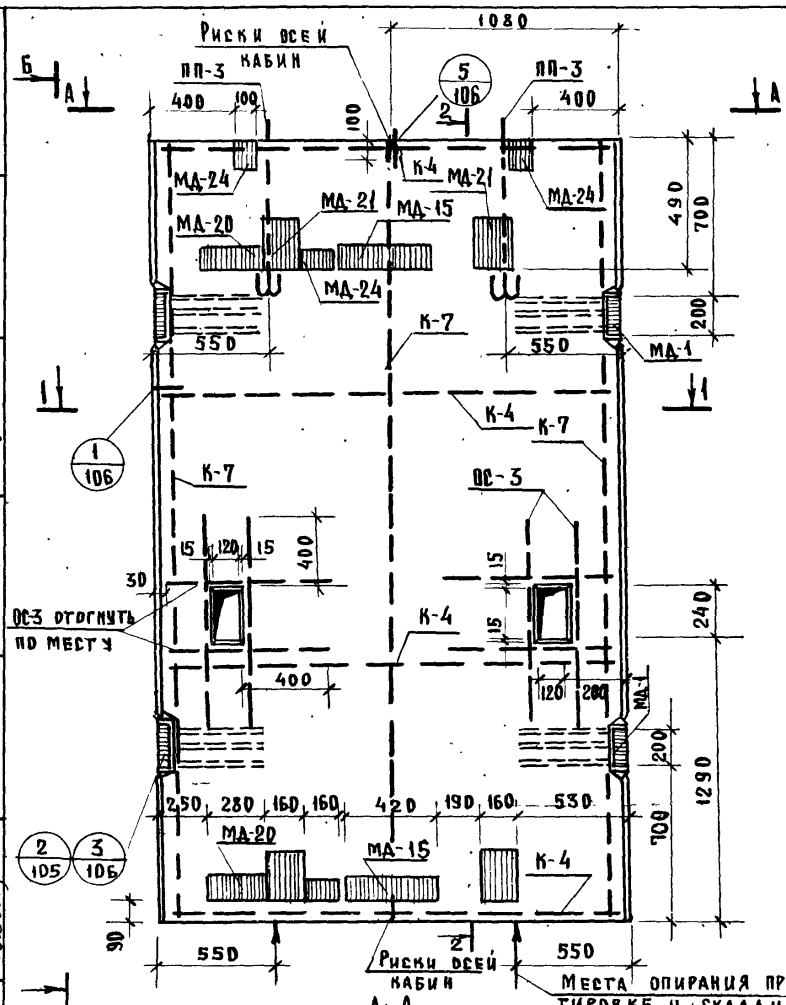 1080
Риски осей
кабин
Б
А
ПП-3
5
106
ПП-3
А
400
100
100
2
400
К-4
МД-24
МД-21
МД-24
МД-21
МД-20
МД-15
МД-24
490
700
200
К-7
550
550
МД-1
1
1
К-4
К-7
1
106
К-7
ОС-3
15
120
15
400
15
30
ОС-3 отогнуть
по месту
15
240
К-4
400
120
280
МД-1
200
1290
700
250
280
160
160
420
190
160
530
2
105
3
106
МД-20
МД-15
К-4
90
2
550
Риски осей
кабин
550
Места опирания пр
А-А